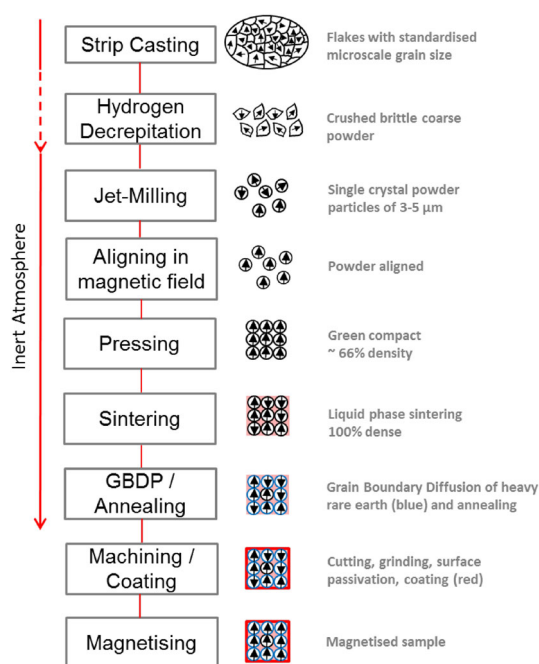 Strip Casting
Flakes with standardised
microscale grain size
Hydrogen
Decrepitation
Crushed brittle coarse
powder
Jet-Milling
Single crystal powder
particles of 3-5 µm
Aligning in
magnetic field
Powder aligned
Inert Atmosphere
Pressing
Green compact
~ 66% density
Sintering
Liquid phase sintering
100% dense
GBDP /
Annealing
Grain Boundary Diffusion of heavy
rare earth (blue) and annealing
Machining /
Coating
Cutting, grinding, surface
passivation, coating (red)
Magnetising
Magnetised sample